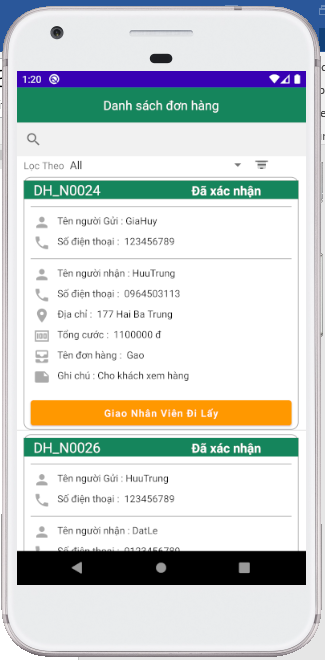 1:20
Danh sách đơn hàng
Lọc Theo All
DH_N0024 Đã xác nhận
Tên người Gửi : GiaHuy
Số điện thoại : 123456789
Tên người nhận : HuuTrung
Số điện thoại : 0964503113
Địa chỉ : 177 Hai Ba Trung
Tổng cước : 1100000 đ
Tên đơn hàng : Gao
Ghi chú : Cho khách xem hàng
Giao Nhân Viên Đi Lấy
DH_N0026 Đã xác nhận
Tên người Gửi : HuuTrung
Số điện thoại : 123456789
Tên người nhận : DatLe
Số điện thoại : 0123456789